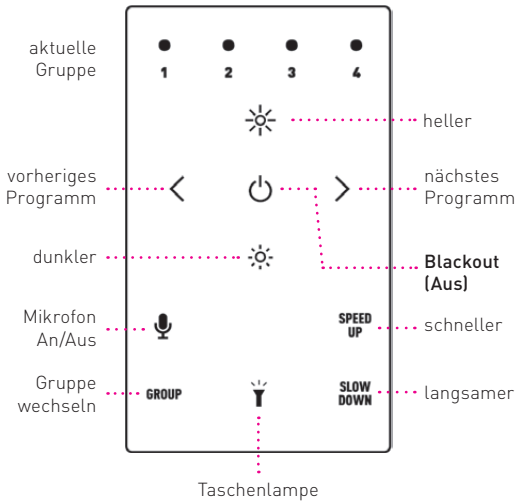 aktuelle
Gruppe
1 2 3 4
heller
vorheriges
Programm
nächstes
Programm
dunkler
Blackout
(Aus)
Mikrofon
An/Aus
SPEED
UP
schneller
Gruppe
wechseln
GROUP
SLOW
DOWN
langsamer
Taschenlampe